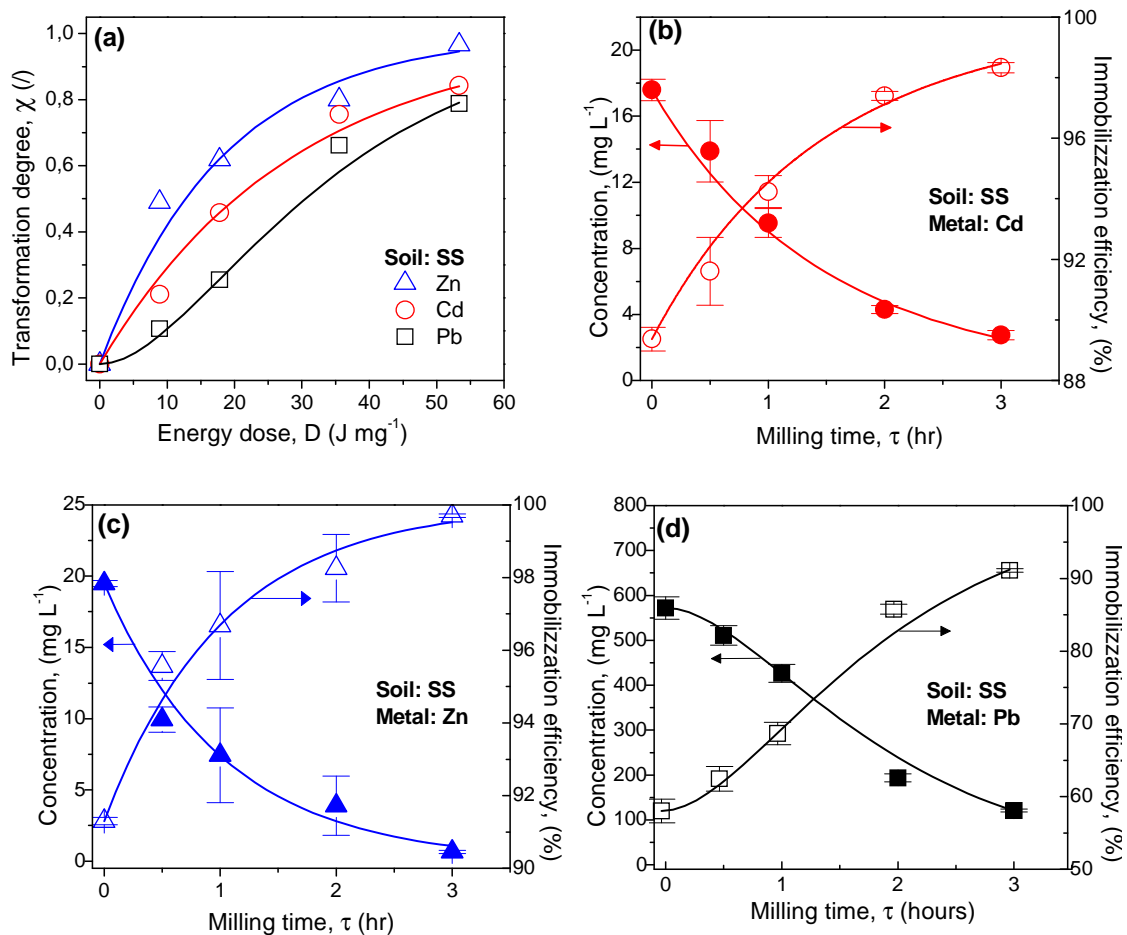 (a)
1,0
0,8
0,6
0,4
0,2
0,0
Transformation degree, χ (/)
Soil: SS
Zn
Cd
Pb
0 10 20 30 40 50 60
Energy dose, D (J mg⁻¹)
(b)
18
15
12
9
6
3
0
Concentration, (mg L⁻¹)
100
96
92
88
Immobilizzation efficiency, (%)
Soil: SS
Metal: Cd
0 1 2 3
Milling time, τ (hr)
(c)
25
20
15
10
5
0
Concentration, (mg L⁻¹)
100
98
96
94
92
90
Immobilizzation efficiency, (%)
Soil: SS
Metal: Zn
0 1 2 3
Milling time, τ (hr)
(d)
800
700
600
500
400
300
200
100
0
Concentration, (mg L⁻¹)
100
90
80
70
60
50
Immobilizzation efficiency, (%)
Soil: SS
Metal: Pb
0 1 2 3
Milling time, τ (hours)